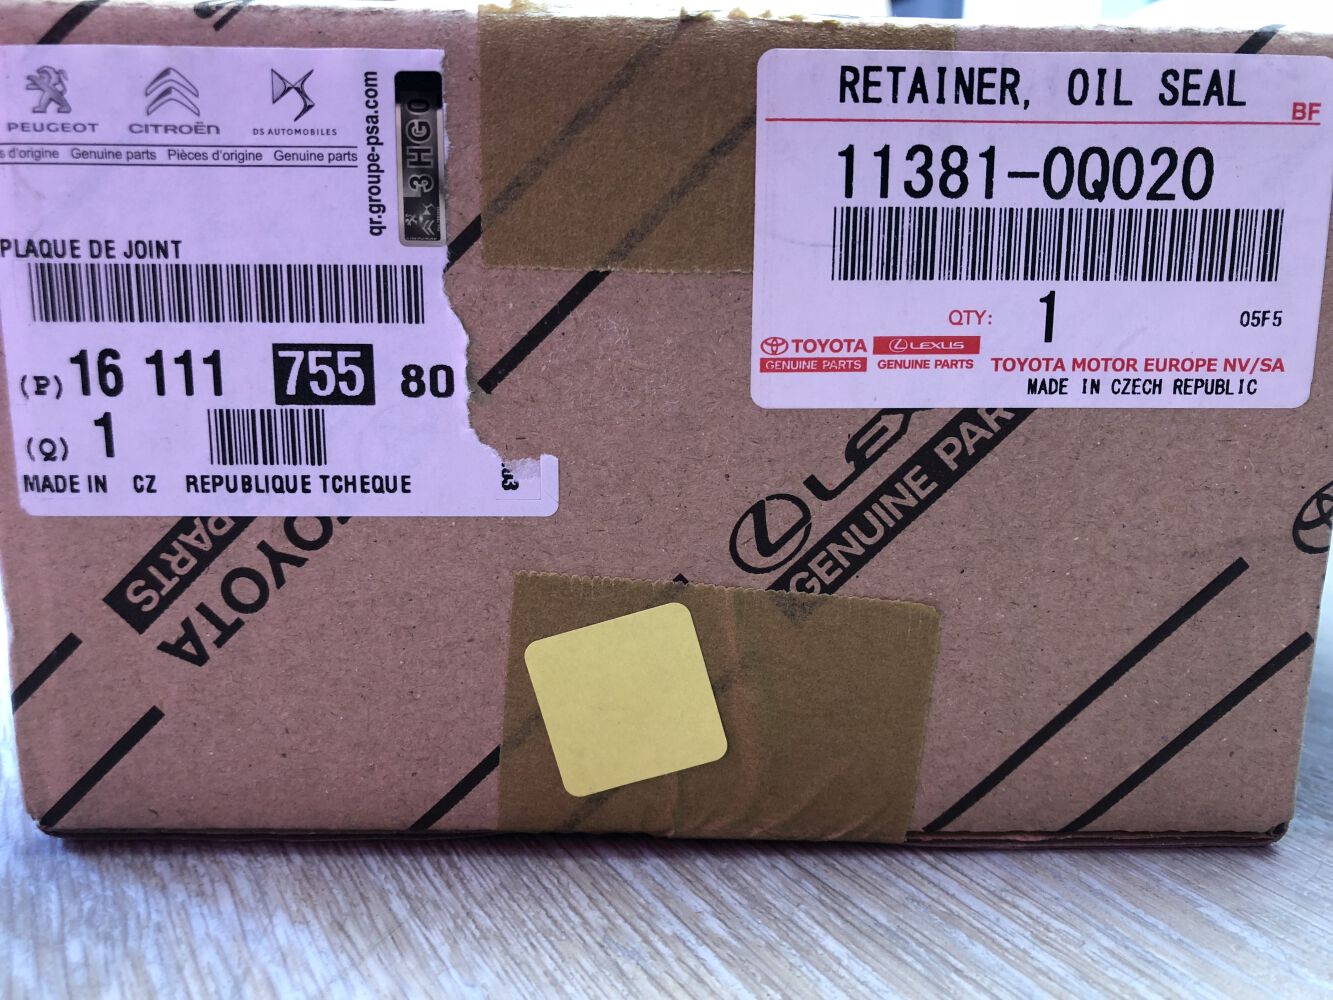 PEUGEOT
CITROËN
DS AUTOMOBILES
s d'origine Genuine parts Pièces d'origine Genuine parts
qr.groupe-psa.com
3HG0
PLAQUE DE JOINT
(P) 16 111 755 80
(Q) 1
MADE IN CZ REPUBLIQUE TCHEQUE
RETAINER, OIL SEAL
BF
11381-0Q020
QTY: 1
05F5
TOYOTA
GENUINE PARTS
LEXUS
GENUINE PARTS
TOYOTA MOTOR EUROPE NV/SA
MADE IN CZECH REPUBLIC
TOYOTA
PARTS
LEX
GENUINE PAR